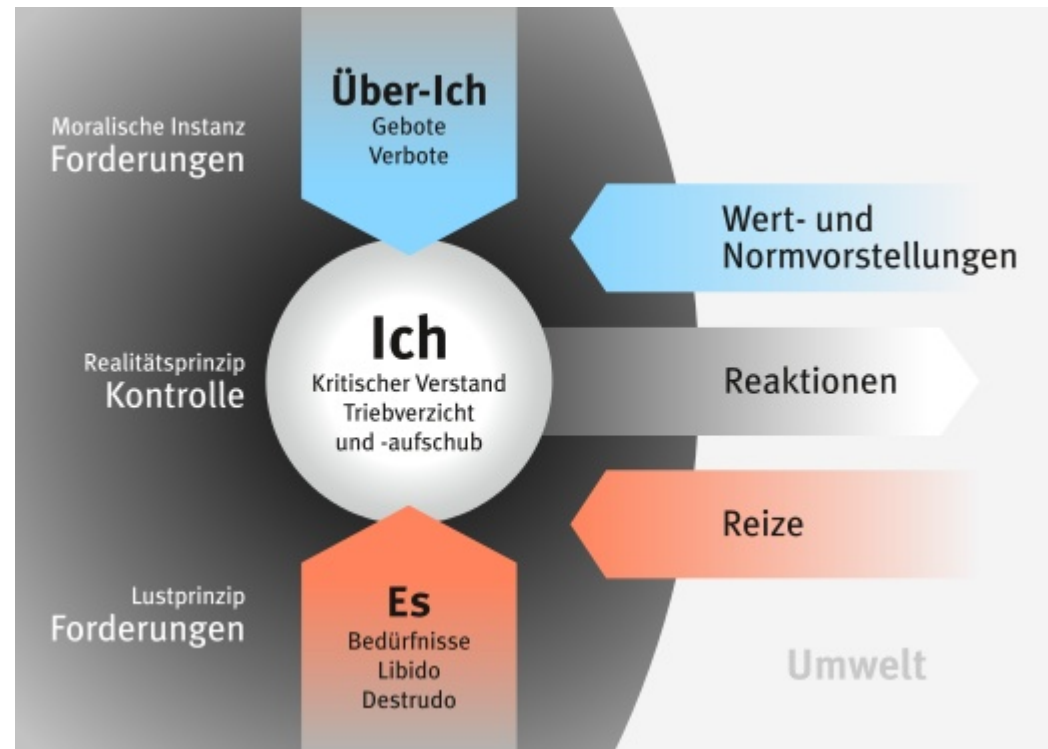 Über-Ich
Gebote
Verbote
Moralische Instanz
Forderungen
Wert- und
Normvorstellungen
Ich
Kritischer Verstand
Triebverzicht
und -aufschub
Realitätsprinzip
Kontrolle
Reaktionen
Reize
Lustprinzip
Forderungen
Es
Bedürfnisse
Libido
Destrudo
Umwelt